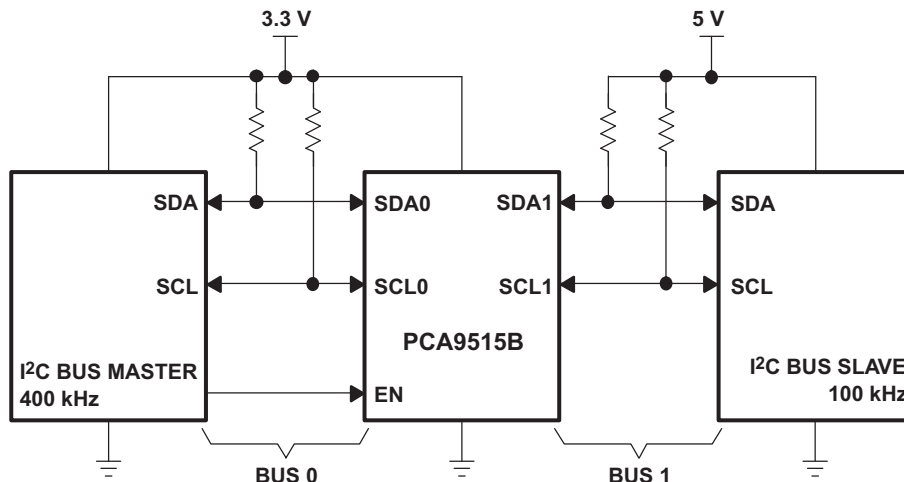 3.3 V
5 V
SDA
SDA0
SDA1
SDA
SCL
SCL0
SCL1
SCL
PCA9515B
I²C BUS MASTER
400 kHz
EN
I²C BUS SLAVE
100 kHz
BUS 0
BUS 1